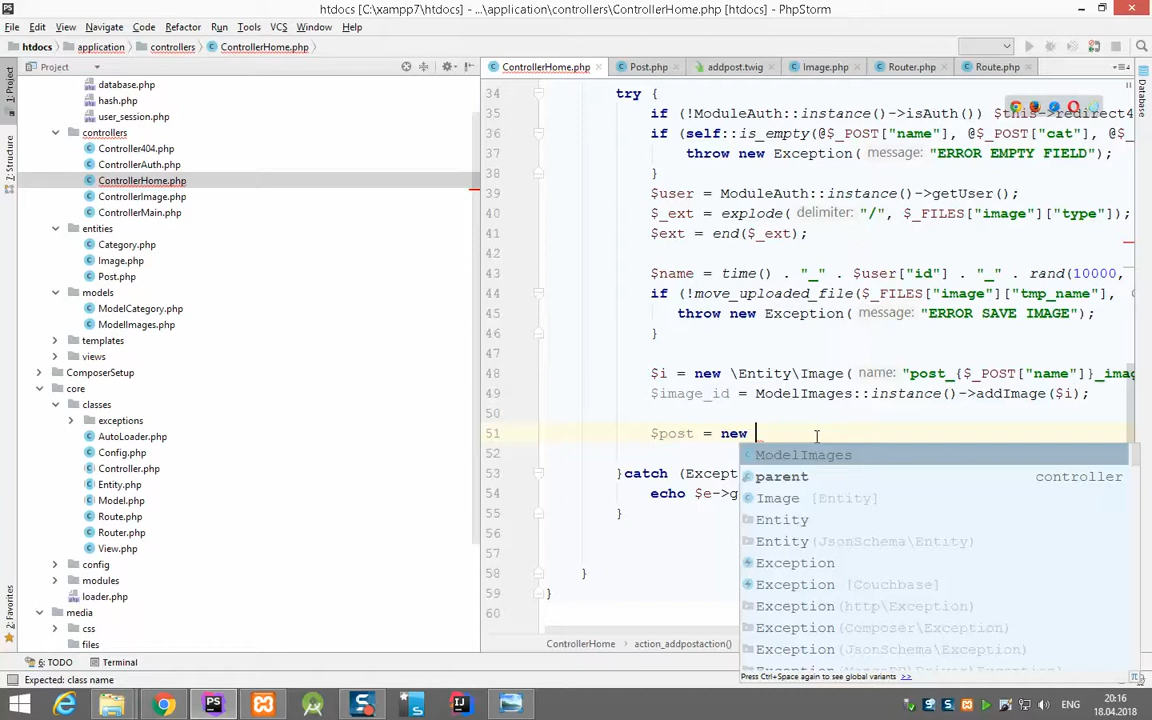 htdocs [C:\xampp7\htdocs] - ...\application\controllers\ControllerHome.php [htdocs] - PhpStorm
File Edit View Navigate Code Refactor Run Tools VCS Window Help
htdocs application controllers ControllerHome.php
Project
ControllerHome.php Post.php addpost.twig Image.php Router.php Route.php
1: Project
7: Structure
2: Favorites
Database
database.php
hash.php
user_session.php
controllers
Controller404.php
ControllerAuth.php
ControllerHome.php
ControllerImage.php
ControllerMain.php
entities
Category.php
Image.php
Post.php
models
ModelCategory.php
ModelImages.php
templates
views
ComposerSetup
core
classes
exceptions
AutoLoader.php
Config.php
Controller.php
Entity.php
Model.php
Route.php
Router.php
View.php
config
modules
loader.php
media
css
files
34 try {
35 if (!ModuleAuth::instance()->isAuth()) $this->redirect4
36 if (self::is_empty(@$_POST["name"], @$_POST["cat"], @$_
37 throw new Exception( message: "ERROR EMPTY FIELD");
38 }
39 $user = ModuleAuth::instance()->getUser();
40 $_ext = explode( delimiter: "/", $_FILES["image"]["type"]);
41 $ext = end($_ext);
42
43 $name = time() . "_" . $user["id"] . "_" . rand(10000,
44 if (!move_uploaded_file($_FILES["image"]["tmp_name"],
45 throw new Exception( message: "ERROR SAVE IMAGE");
46 }
47
48 $i = new \Entity\Image( name: "post_{$_POST["name"]}_imag
49 $image_id = ModelImages::instance()->addImage($i);
50
51 $post = new
52
53 }catch (Except
54 echo $e->g
55 }
56
57
58 }
59 }
60
ModelImages
parent controller
Image [Entity]
Entity
Entity (JsonSchema\Entity)
Exception
Exception [Couchbase]
Exception (http\Exception)
Exception (Composer\Exception)
Exception (JsonSchema\Exception)
Press Ctrl+Space again to see global variants >>
ControllerHome action_addpostaction()
6: TODO Terminal
Expected: class name
ENG
20:16
18.04.2018